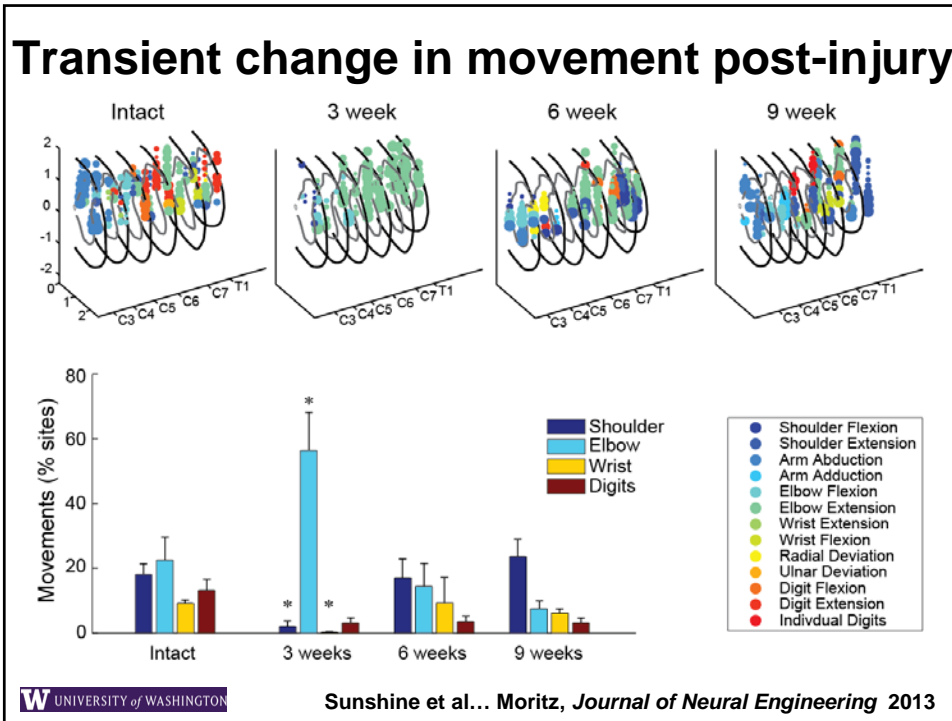 Transient change in movement post-injury
Intact 3 week 6 week 9 week
2
1
0
-1
-2
0
1
2
C3 C4 C5 C6 C7 T1
C3 C4 C5 C6 C7 T1
C3 C4 C5 C6 C7 T1
C3 C4 C5 C6 C7 T1
Movements (% sites)
80
60
40
20
0
* * *
Shoulder
Elbow
Wrist
Digits
Intact 3 weeks 6 weeks 9 weeks
Shoulder Flexion
Shoulder Extension
Arm Abduction
Arm Adduction
Elbow Flexion
Elbow Extension
Wrist Extension
Wrist Flexion
Radial Deviation
Ulnar Deviation
Digit Flexion
Digit Extension
Indivdual Digits
W UNIVERSITY of WASHINGTON
Sunshine et al... Moritz, Journal of Neural Engineering 2013